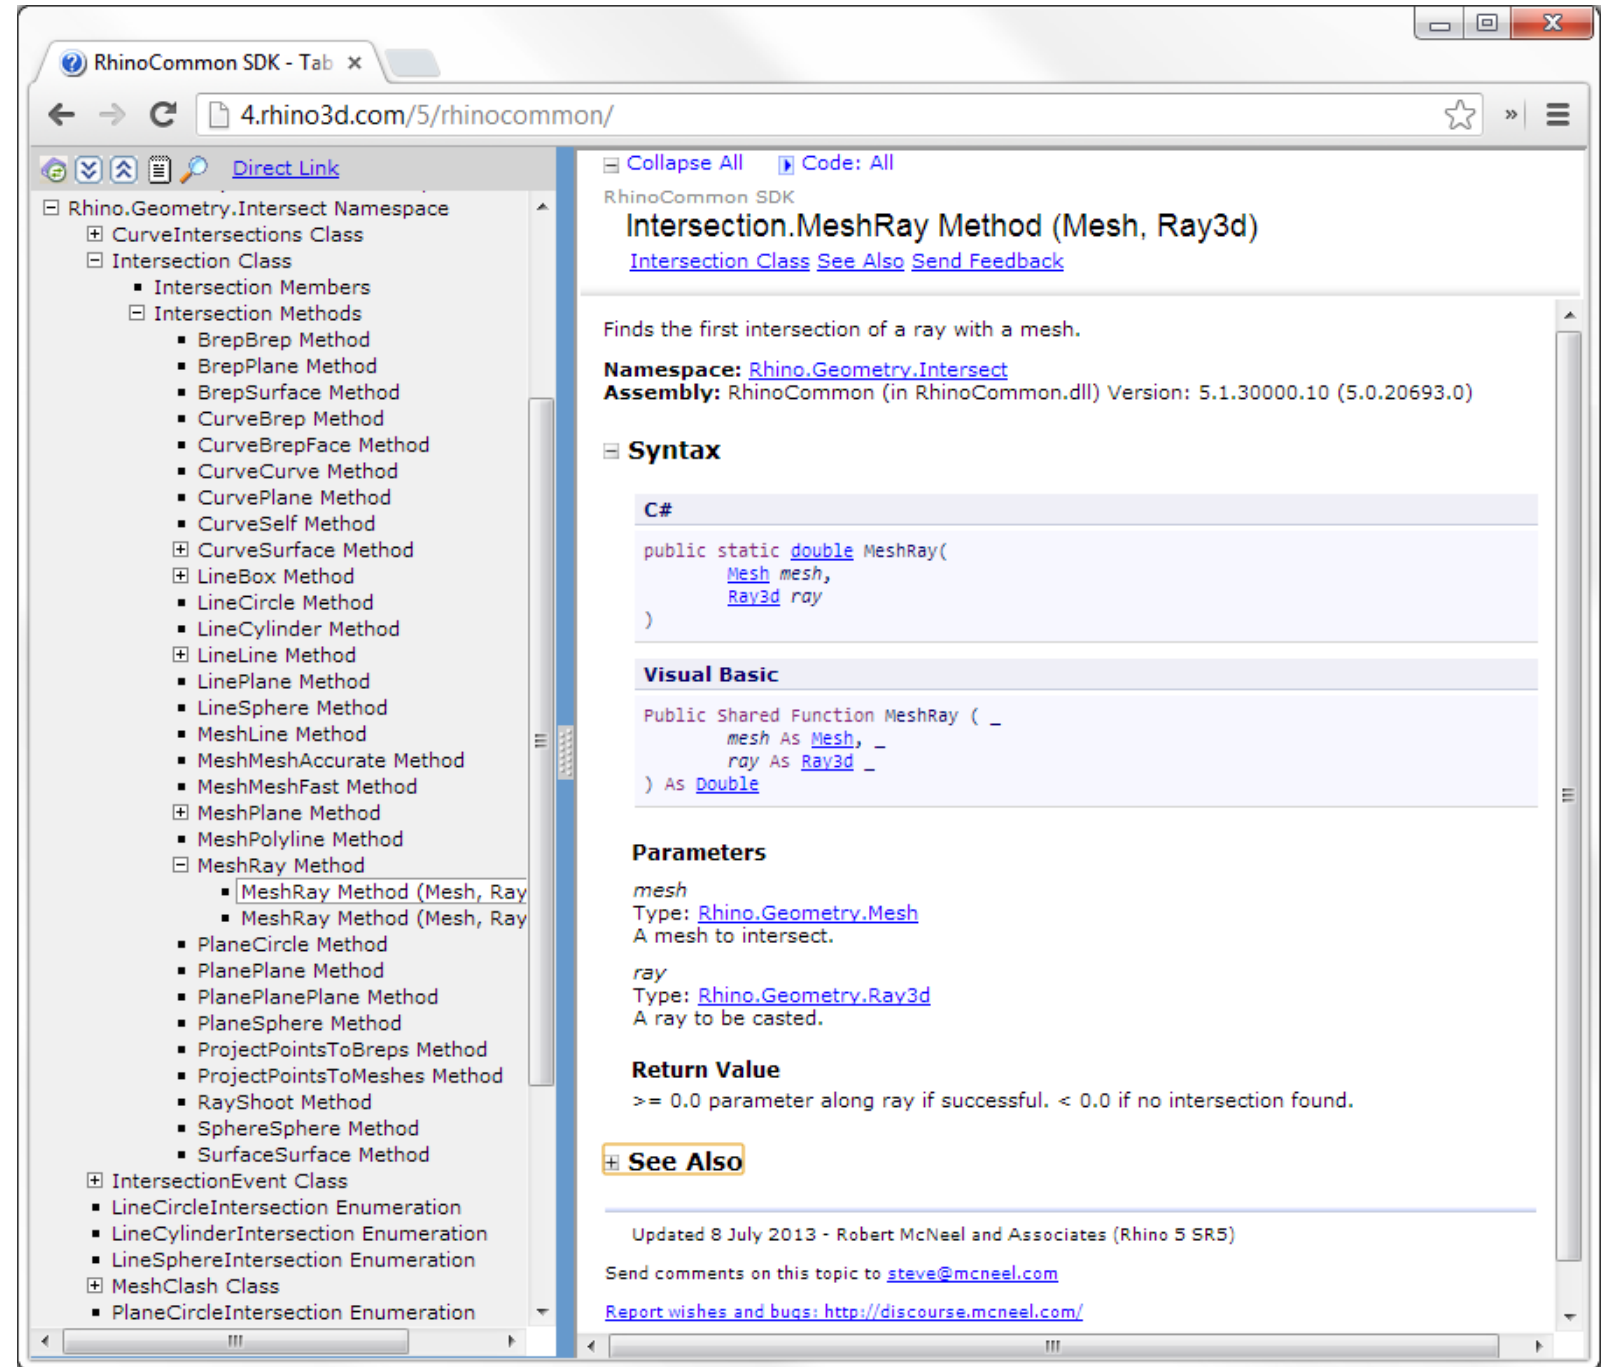 RhinoCommon SDK - Tab
4.rhino3d.com/5/rhinocommon/
Direct Link
Rhino.Geometry.Intersect Namespace
CurveIntersections Class
Intersection Class
Intersection Members
Intersection Methods
BrepBrep Method
BrepPlane Method
BrepSurface Method
CurveBrep Method
CurveBrepFace Method
CurveCurve Method
CurvePlane Method
CurveSelf Method
CurveSurface Method
LineBox Method
LineCircle Method
LineCylinder Method
LineLine Method
LinePlane Method
LineSphere Method
MeshLine Method
MeshMeshAccurate Method
MeshMeshFast Method
MeshPlane Method
MeshPolyline Method
MeshRay Method
MeshRay Method (Mesh, Ray
MeshRay Method (Mesh, Ray
PlaneCircle Method
PlanePlane Method
PlanePlanePlane Method
PlaneSphere Method
ProjectPointsToBreps Method
ProjectPointsToMeshes Method
RayShoot Method
SphereSphere Method
SurfaceSurface Method
IntersectionEvent Class
LineCircleIntersection Enumeration
LineCylinderIntersection Enumeration
LineSphereIntersection Enumeration
MeshClash Class
PlaneCircleIntersection Enumeration
Collapse All Code: All
RhinoCommon SDK
Intersection.MeshRay Method (Mesh, Ray3d)
Intersection Class See Also Send Feedback
Finds the first intersection of a ray with a mesh.
Namespace: Rhino.Geometry.Intersect
Assembly: RhinoCommon (in RhinoCommon.dll) Version: 5.1.30000.10 (5.0.20693.0)
Syntax
C#
public static double MeshRay(
Mesh mesh,
Ray3d ray
)
Visual Basic
Public Shared Function MeshRay ( _
mesh As Mesh, _
ray As Ray3d _
) As Double
Parameters
mesh
Type: Rhino.Geometry.Mesh
A mesh to intersect.
ray
Type: Rhino.Geometry.Ray3d
A ray to be casted.
Return Value
>= 0.0 parameter along ray if successful. < 0.0 if no intersection found.
See Also
Updated 8 July 2013 - Robert McNeel and Associates (Rhino 5 SR5)
Send comments on this topic to steve@mcneel.com
Report wishes and bugs: http://discourse.mcneel.com/